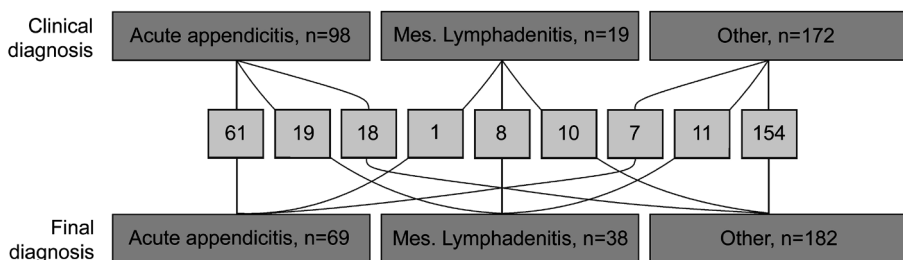 Clinical
diagnosis
Acute appendicitis, n=98
Mes. Lymphadenitis, n=19
Other, n=172
61
19
18
1
8
10
7
11
154
Final
diagnosis
Acute appendicitis, n=69
Mes. Lymphadenitis, n=38
Other, n=182